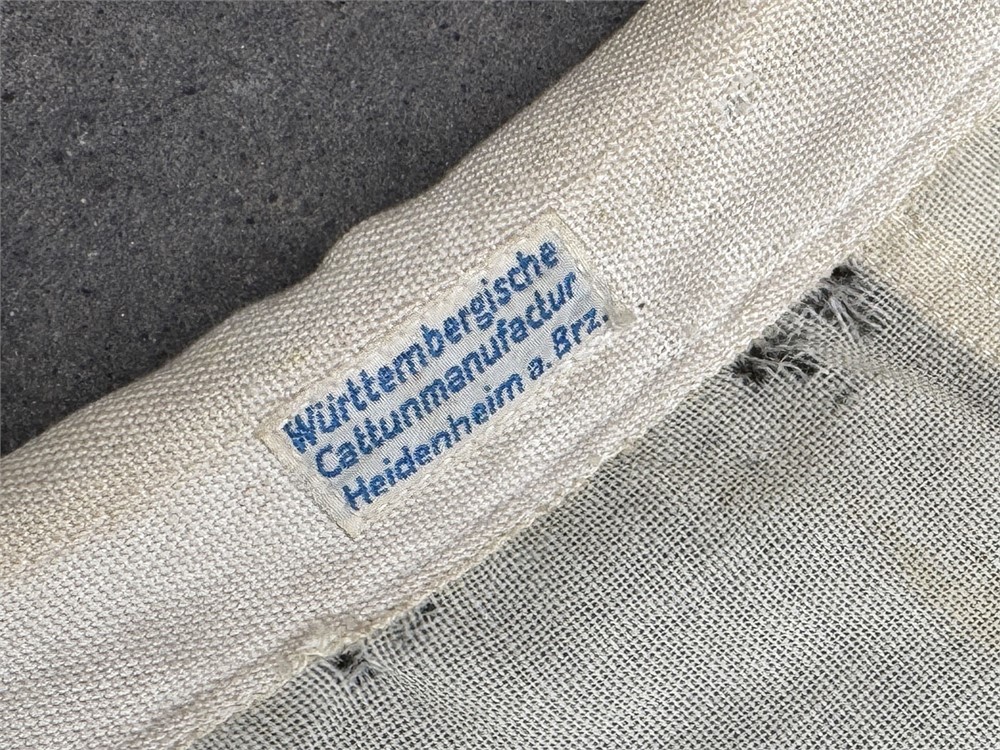 Württembergische
Cattunmanufactur
Heidenheim a. Brz.